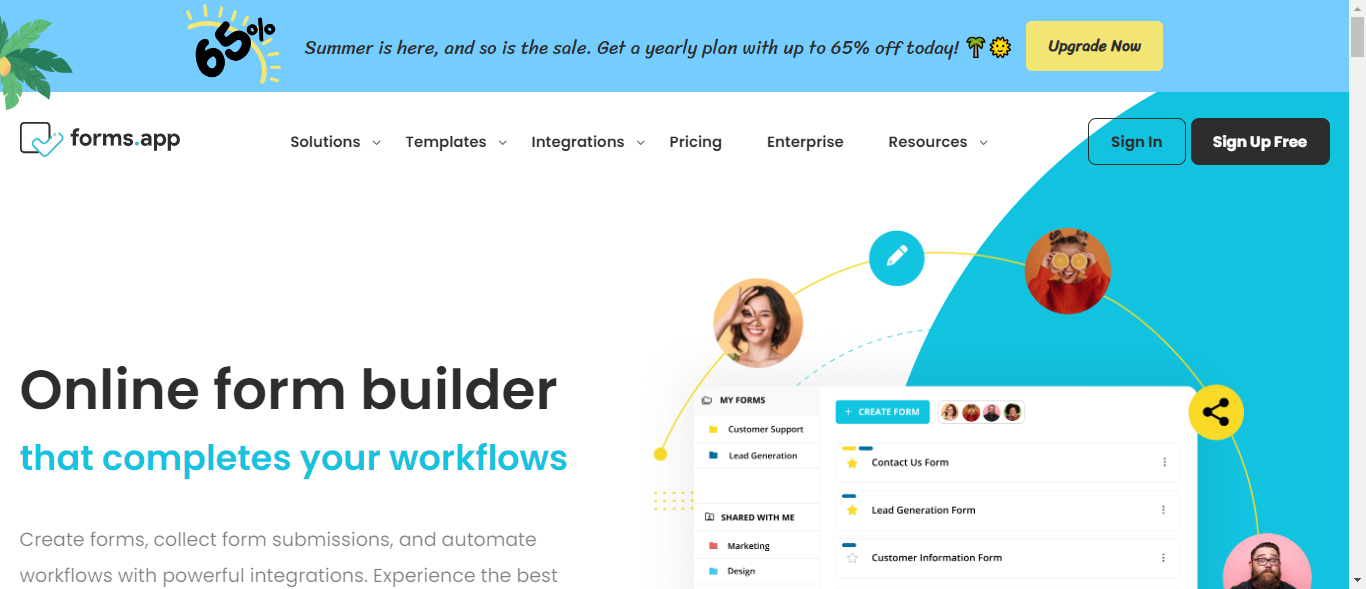 65%
Summer is here, and so is the sale. Get a yearly plan with up to 65% off today! 🌴🌞
Upgrade Now
forms.app
Solutions
Templates
Integrations
Pricing
Enterprise
Resources
Sign In
Sign Up Free
Online form builder
that completes your workflows
Create forms, collect form submissions, and automate
workflows with powerful integrations. Experience the best
MY FORMS
Customer Support
Lead Generation
SHARED WITH ME
Marketing
Design
+ CREATE FORM
Contact Us Form
Lead Generation Form
Customer Information Form